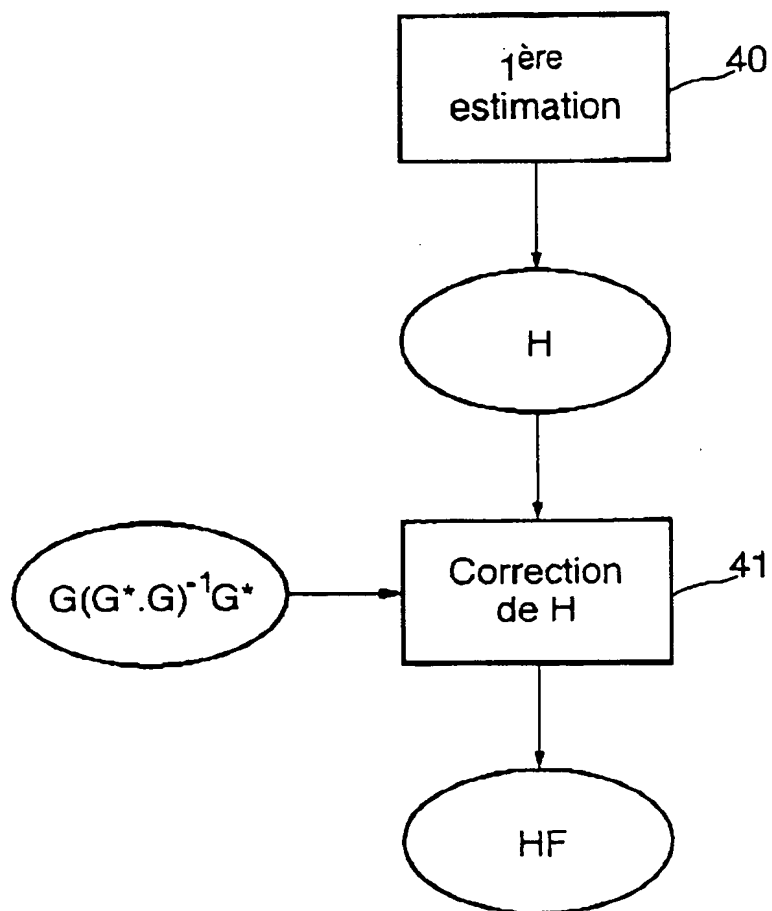 1ère
estimation
40
H
G(G*.G)⁻¹G*
Correction
de H
41
HF